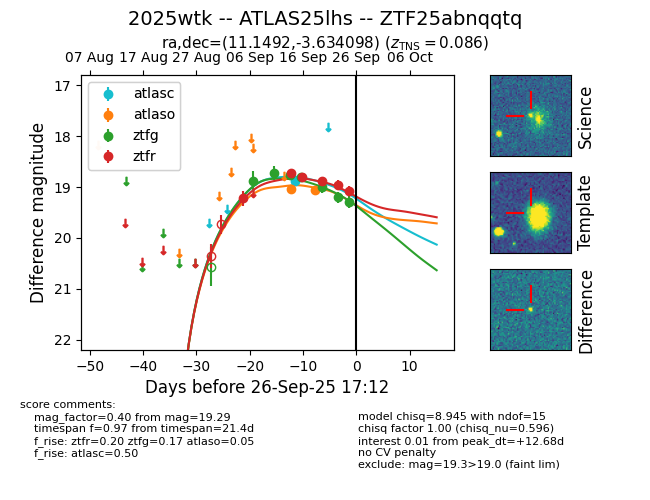 2025wtk -- ATLAS25lhs -- ZTF25abnqqtq
ra,dec=(11.1492,-3.634098) (z_TNS = 0.086)
07 Aug 17 Aug 27 Aug 06 Sep 16 Sep 26 Sep 06 Oct
atlasc
atlaso
ztfg
ztfr
17
18
19
20
21
22
Difference magnitude
−50 −40 −30 −20 −10 0 10
Days before 26-Sep-25 17:12
Science
Template
Difference
score comments:
mag_factor=0.40 from mag=19.29
timespan f=0.97 from timespan=21.4d
f_rise: ztfr=0.20 ztfg=0.17 atlaso=0.05
f_rise: atlasc=0.50
model chisq=8.945 with ndof=15
chisq factor 1.00 (chisq_nu=0.596)
interest 0.01 from peak_dt=+12.68d
no CV penalty
exclude: mag=19.3>19.0 (faint lim)